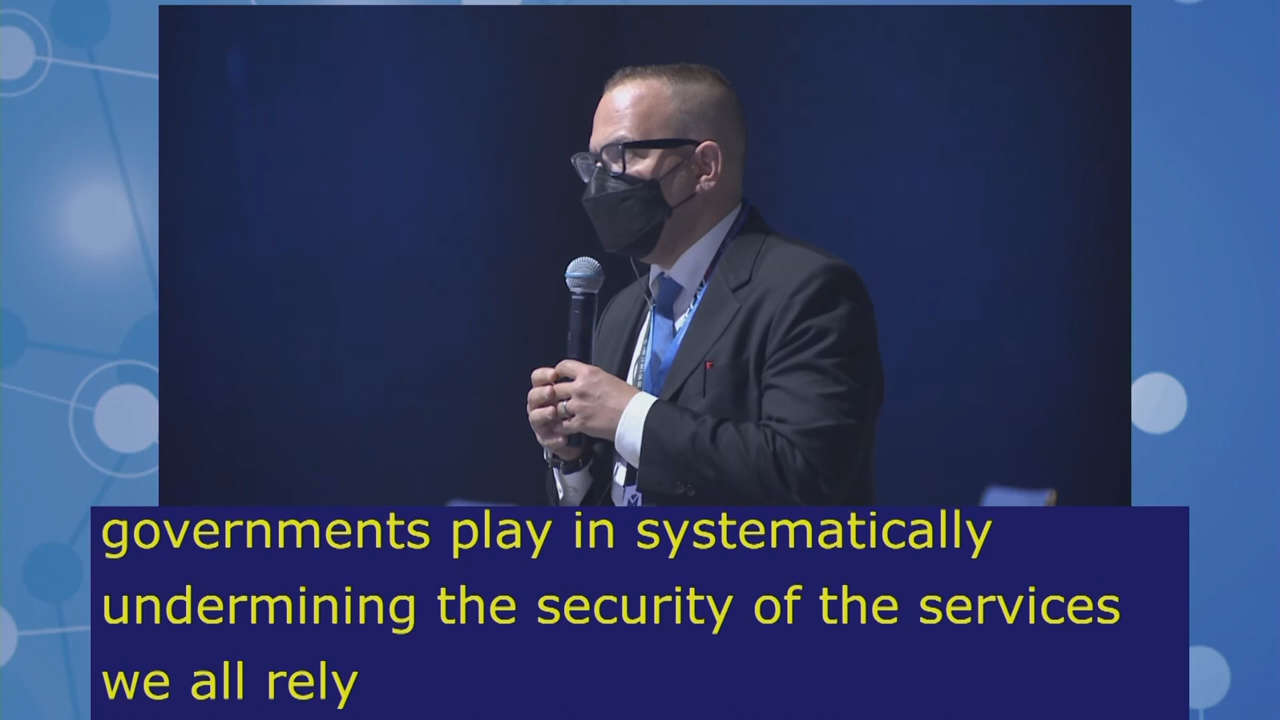 governments play in systematically
undermining the security of the services
we all rely